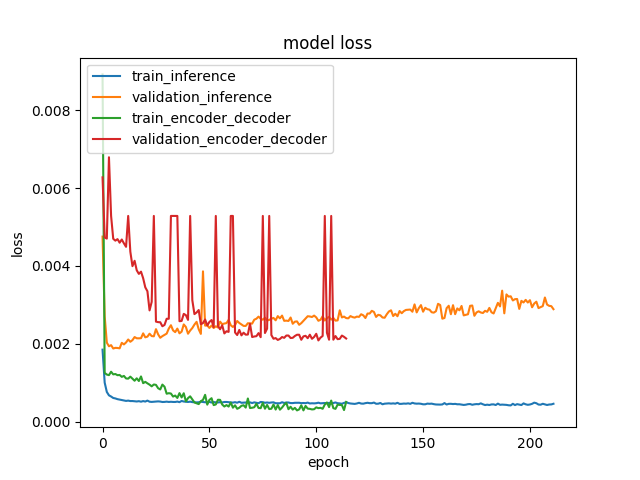 model loss
train_inference
validation_inference
train_encoder_decoder
validation_encoder_decoder
0.008
0.006
0.004
0.002
0.000
loss
0 50 100 150 200
epoch